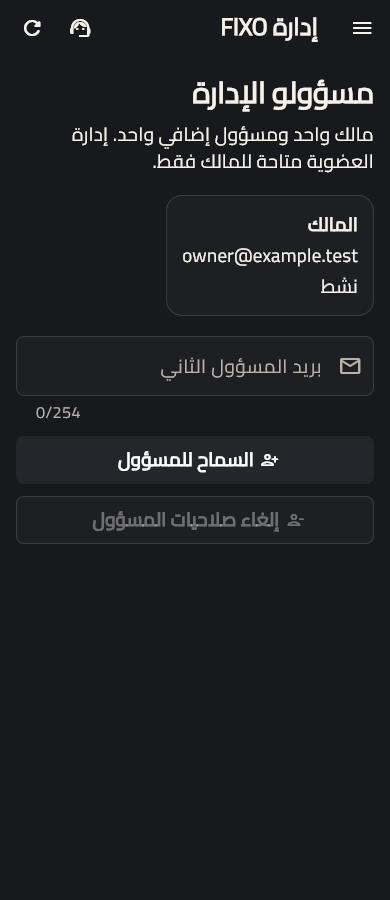 إدارة FIXO
مسؤولو الإدارة
مالك واحد ومسؤول إضافي واحد. إدارة
العضوية متاحة للمالك فقط.
المالك
owner@example.test
نشط
بريد المسؤول الثاني
0/254
السماح للمسؤول
إلغاء صلاحيات المسؤول